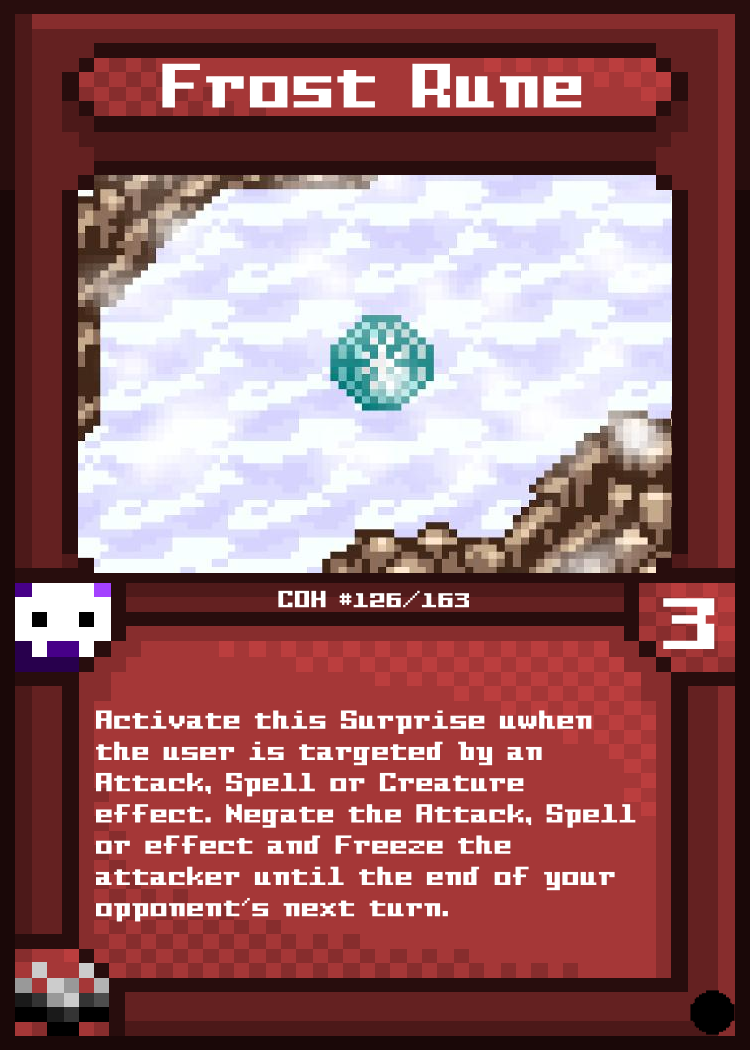 Frost Rune
COH #126/163
3
Activate this Surprise when
the user is targeted by an
Attack, Spell or Creature
effect. Negate the Attack, Spell
or effect and Freeze the
attacker until the end of your
opponent's next turn.